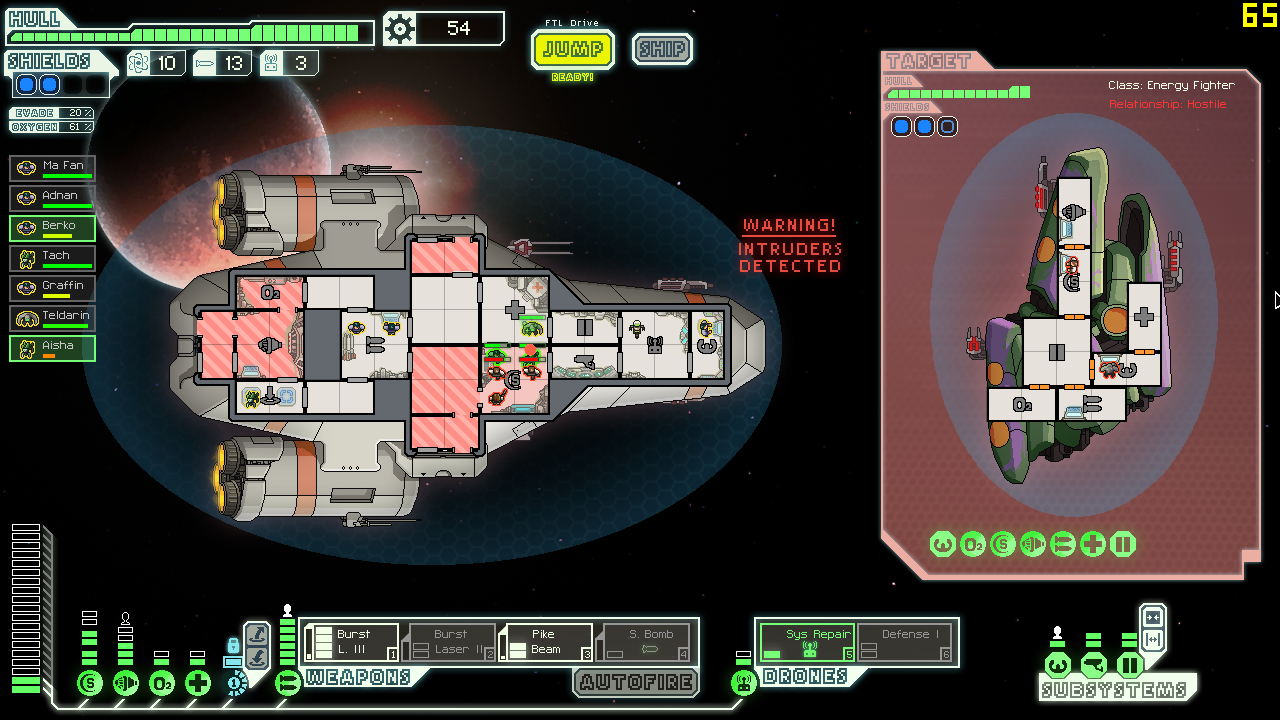 HULL
54
FTL Drive
JUMP
READY!
SHIP
65
SHIELDS
10
13
3
EVADE 20 %
OXYGEN 61 %
Ma Fan
Adnan
Berko
Tach
Graffin
Teldarin
Aisha
O2
WARNING!
INTRUDERS
DETECTED
TARGET
HULL
Class: Energy Fighter
Relationship: Hostile
SHIELDS
O2
O2
S
O2
1
Burst
L. III
1
Burst
Laser II
2
Pike
Beam
3
S. Bomb
4
WEAPONS
AUTOFIRE
Sys Repair
5
Defense I
6
DRONES
SUBSYSTEMS